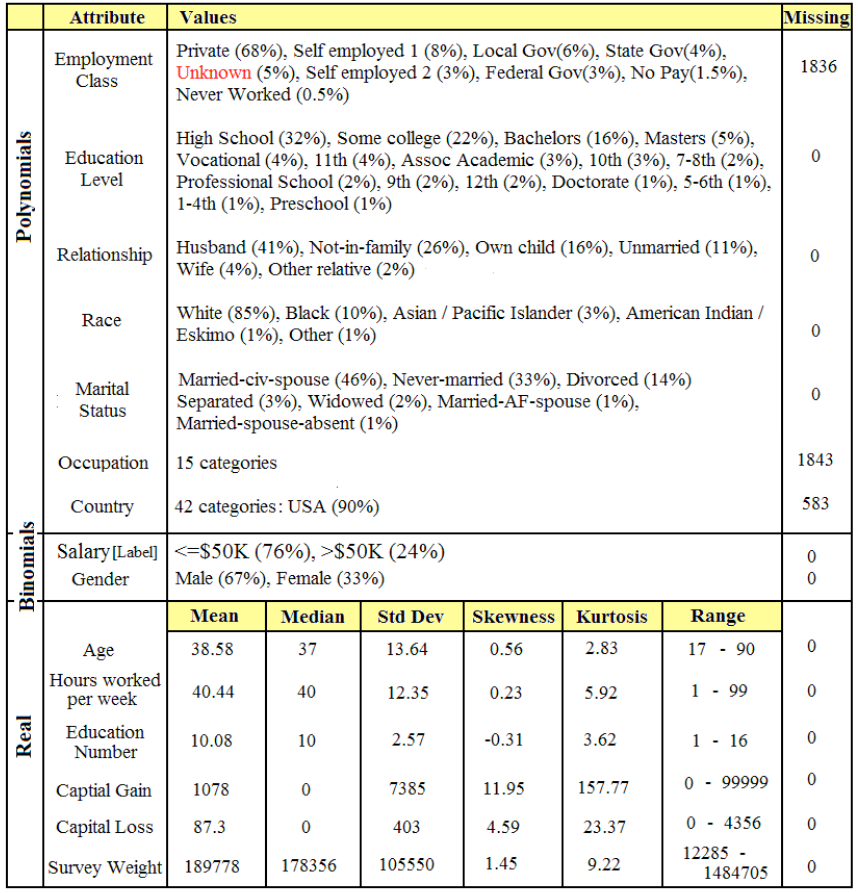 Attribute Values Missing
Polynomials
Employment Class
Private (68%), Self employed 1 (8%), Local Gov(6%), State Gov(4%),
Unknown (5%), Self employed 2 (3%), Federal Gov(3%), No Pay(1.5%),
Never Worked (0.5%)
1836
Education Level
High School (32%), Some college (22%), Bachelors (16%), Masters (5%),
Vocational (4%), 11th (4%), Assoc Academic (3%), 10th (3%), 7-8th (2%),
Professional School (2%), 9th (2%), 12th (2%), Doctorate (1%), 5-6th (1%),
1-4th (1%), Preschool (1%)
0
Relationship
Husband (41%), Not-in-family (26%), Own child (16%), Unmarried (11%),
Wife (4%), Other relative (2%)
0
Race
White (85%), Black (10%), Asian / Pacific Islander (3%), American Indian /
Eskimo (1%), Other (1%)
0
Marital Status
Married-civ-spouse (46%), Never-married (33%), Divorced (14%)
Separated (3%), Widowed (2%), Married-AF-spouse (1%),
Married-spouse-absent (1%)
0
Occupation 15 categories 1843
Country 42 categories: USA (90%) 583
Binomials
Salary[Label] <=$50K (76%), >$50K (24%) 0
Gender Male (67%), Female (33%) 0
Real
Mean Median Std Dev Skewness Kurtosis Range
Age 38.58 37 13.64 0.56 2.83 17 - 90 0
Hours worked
per week 40.44 40 12.35 0.23 5.92 1 - 99 0
Education
Number 10.08 10 2.57 -0.31 3.62 1 - 16 0
Captial Gain 1078 0 7385 11.95 157.77 0 - 99999 0
Capital Loss 87.3 0 403 4.59 23.37 0 - 4356 0
Survey Weight 189778 178356 105550 1.45 9.22 12285 -
1484705 0